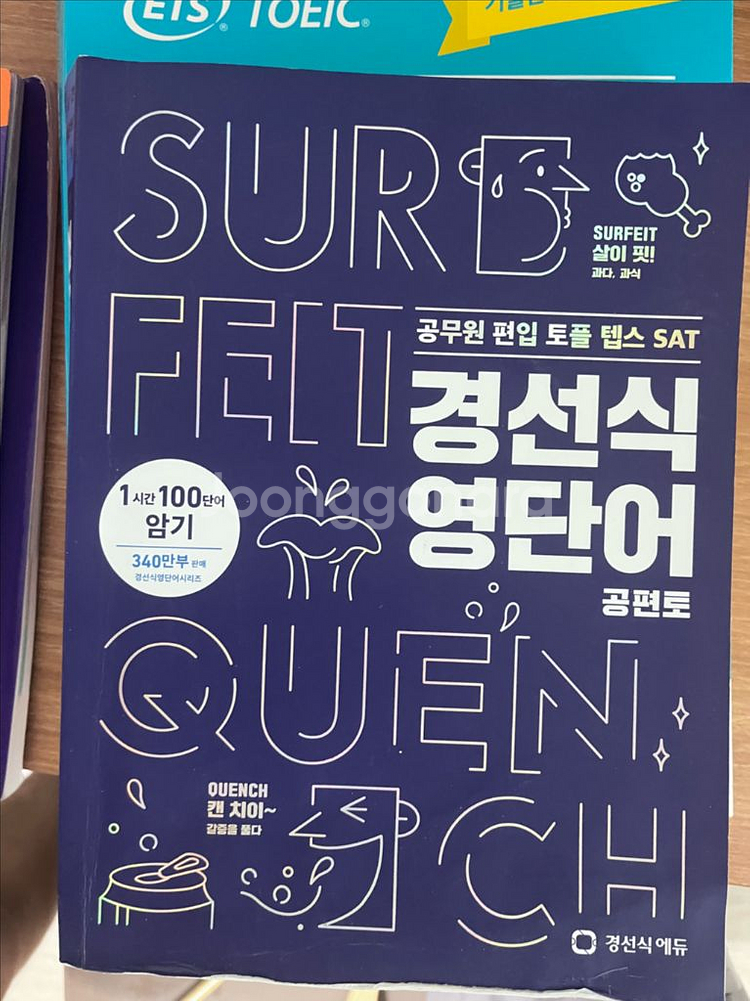 ETS® TOEIC®
SUR
SURFEIT
살이 핏!
과다, 과식
FEIT
공무원 편입 토플 텝스 SAT
경선식
영단어
공편토
1시간 100단어
암기
340만부 판매
경선식영단어시리즈
joonggonara
QUEN
QUENCH
캔 치이~
갈증을 풀다
CH
경선식에듀